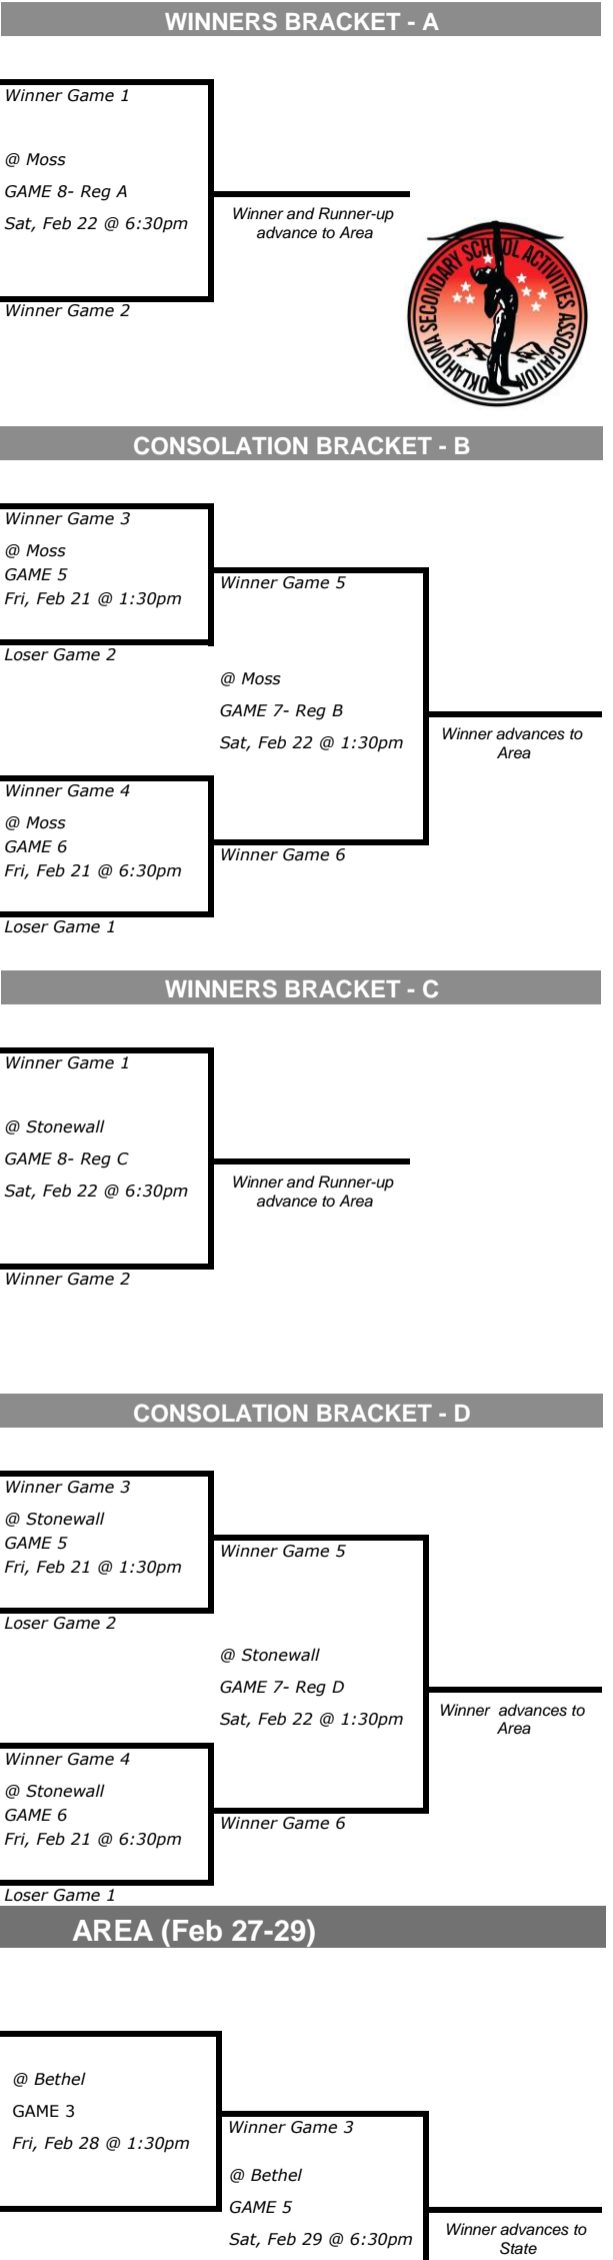 WINNERS BRACKET - A
Winner Game 1
@ Moss
GAME 8- Reg A
Sat, Feb 22 @ 6:30pm
Winner and Runner-up
advance to Area
Winner Game 2
OKLAHOMA SECONDARY SCHOOL ACTIVITIES ASSOCIATION
CONSOLATION BRACKET - B
Winner Game 3
@ Moss
GAME 5
Fri, Feb 21 @ 1:30pm
Loser Game 2
Winner Game 5
@ Moss
GAME 7- Reg B
Sat, Feb 22 @ 1:30pm
Winner advances to
Area
Winner Game 4
@ Moss
GAME 6
Fri, Feb 21 @ 6:30pm
Winner Game 6
Loser Game 1
WINNERS BRACKET - C
Winner Game 1
@ Stonewall
GAME 8- Reg C
Sat, Feb 22 @ 6:30pm
Winner and Runner-up
advance to Area
Winner Game 2
CONSOLATION BRACKET - D
Winner Game 3
@ Stonewall
GAME 5
Fri, Feb 21 @ 1:30pm
Loser Game 2
Winner Game 5
@ Stonewall
GAME 7- Reg D
Sat, Feb 22 @ 1:30pm
Winner  advances to
Area
Winner Game 4
@ Stonewall
GAME 6
Fri, Feb 21 @ 6:30pm
Winner Game 6
Loser Game 1
AREA (Feb 27-29)
@ Bethel
GAME 3
Fri, Feb 28 @ 1:30pm
Winner Game 3
@ Bethel
GAME 5
Sat, Feb 29 @ 6:30pm
Winner advances to
State